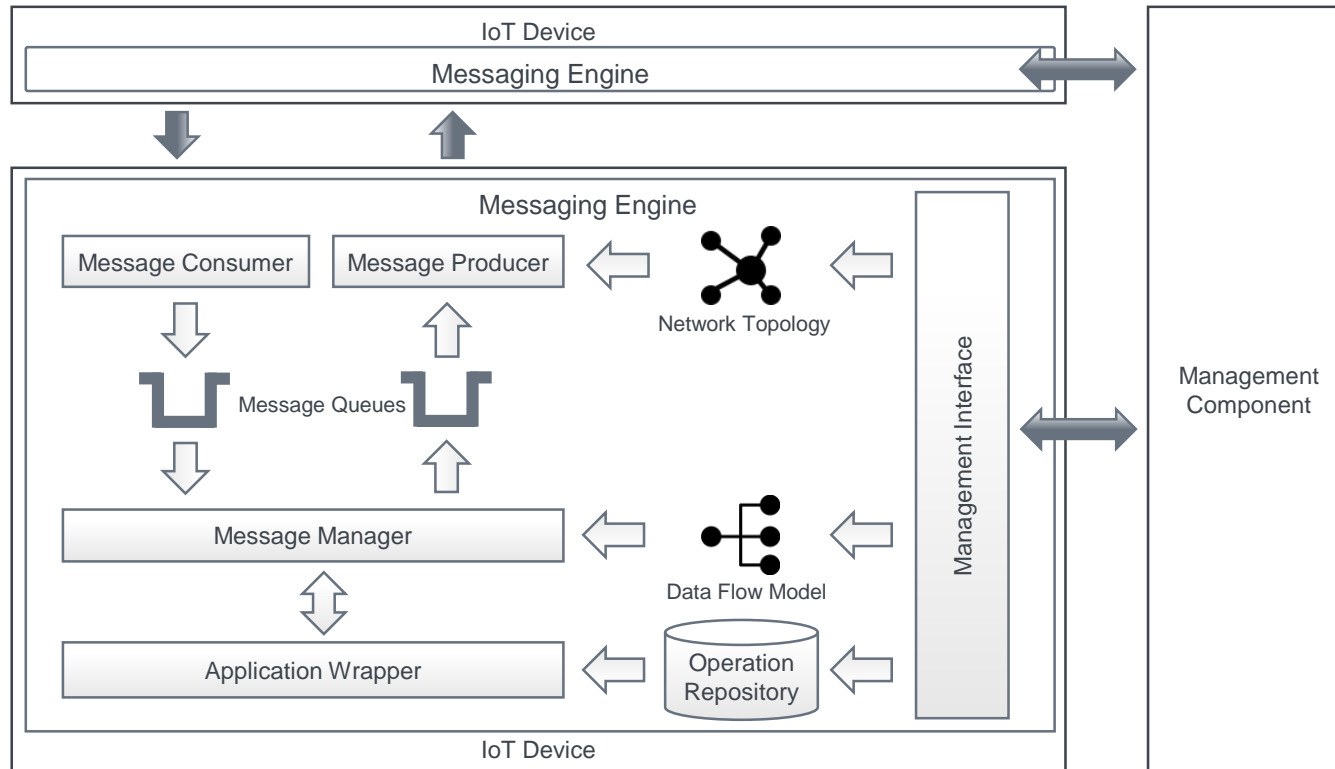 IoT Device
Messaging Engine
Messaging Engine
Message Consumer
Message Producer
Network Topology
Message Queues
Management Interface
Management
Component
Message Manager
Data Flow Model
Application Wrapper
Operation
Repository
IoT Device